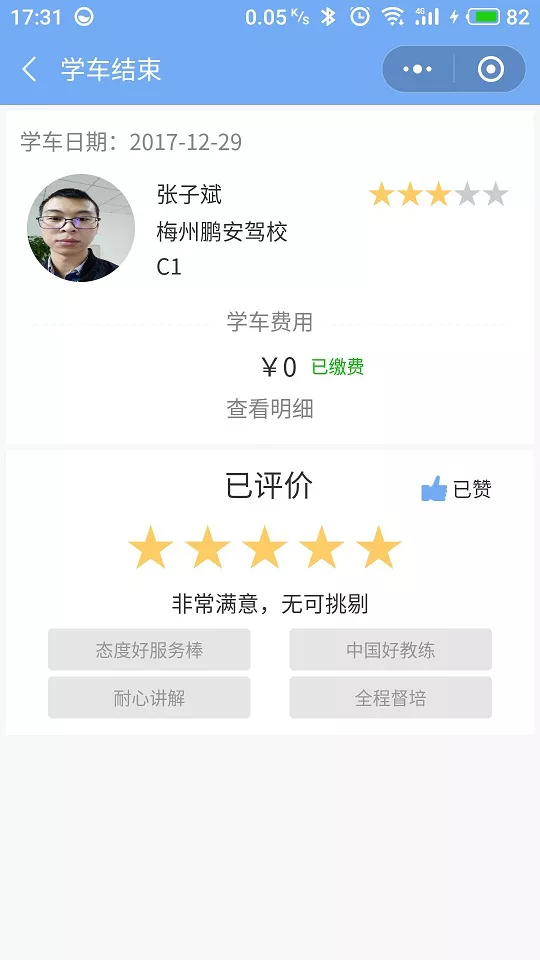 17:31 0.05 K/s 4G 82
学车结束
学车日期：2017-12-29
张子斌
梅州鹏安驾校
C1
学车费用
￥0 已缴费
查看明细
已评价 已赞
非常满意，无可挑剔
态度好服务棒 中国好教练
耐心讲解 全程督培